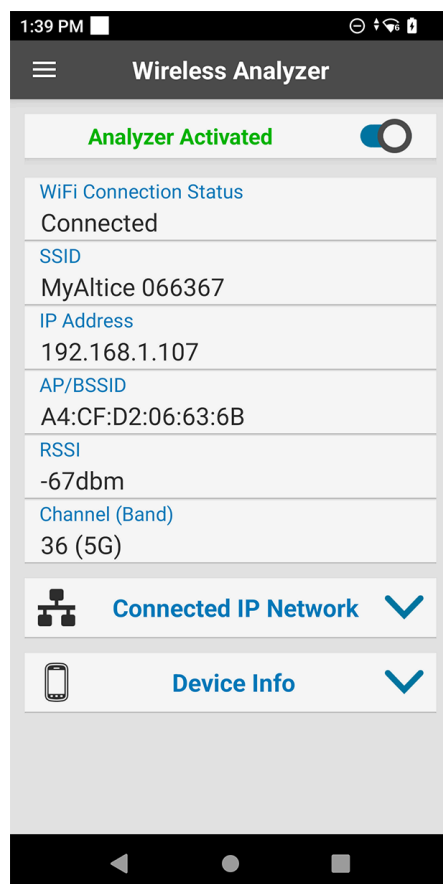 1:39 PM
6
Wireless Analyzer
Analyzer Activated
WiFi Connection Status
Connected
SSID
MyAltice 066367
IP Address
192.168.1.107
AP/BSSID
A4:CF:D2:06:63:6B
RSSI
-67dbm
Channel (Band)
36 (5G)
Connected IP Network
Device Info